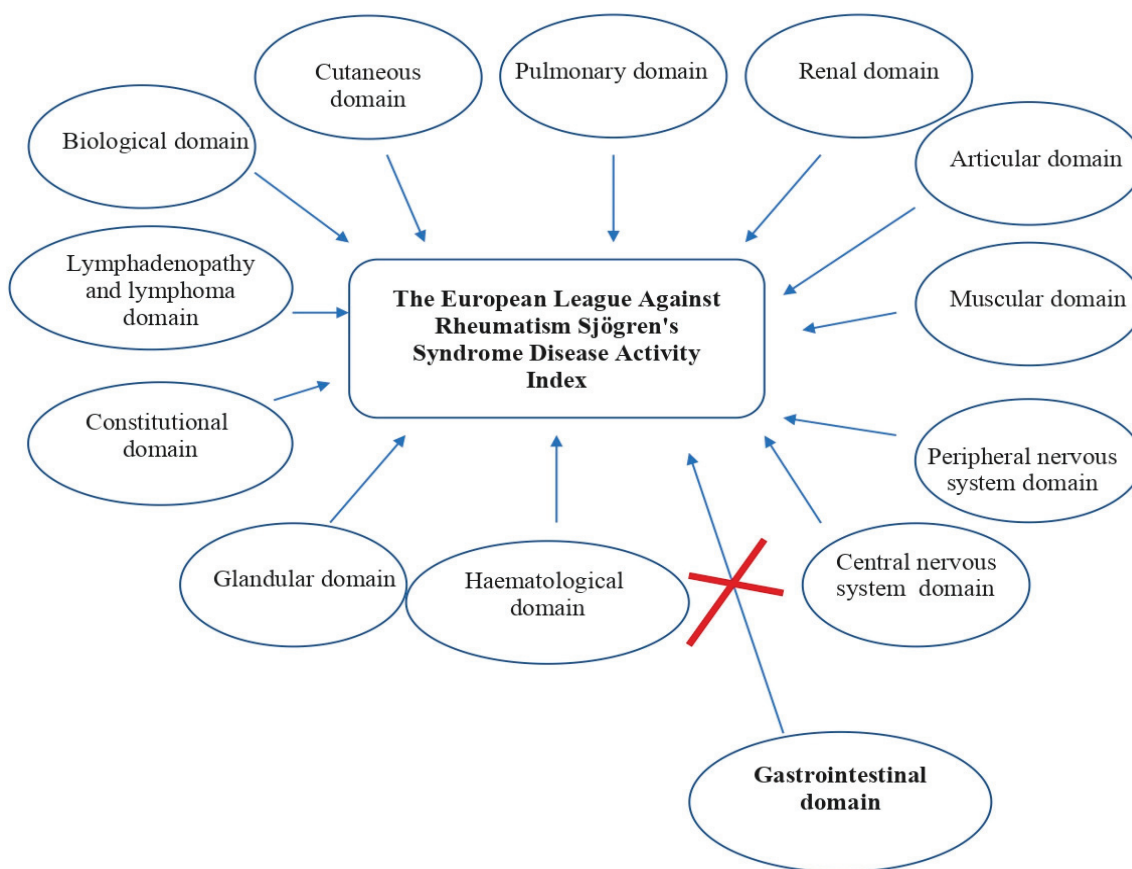 Cutaneous
domain
Pulmonary domain
Renal domain
Biological domain
Articular domain
Lymphadenopathy
and lymphoma
domain
The European League Against
Rheumatism Sjögren's
Syndrome Disease Activity
Index
Muscular domain
Constitutional
domain
Peripheral nervous
system domain
Glandular domain
Haematological
domain
Central nervous
system domain
Gastrointestinal
domain